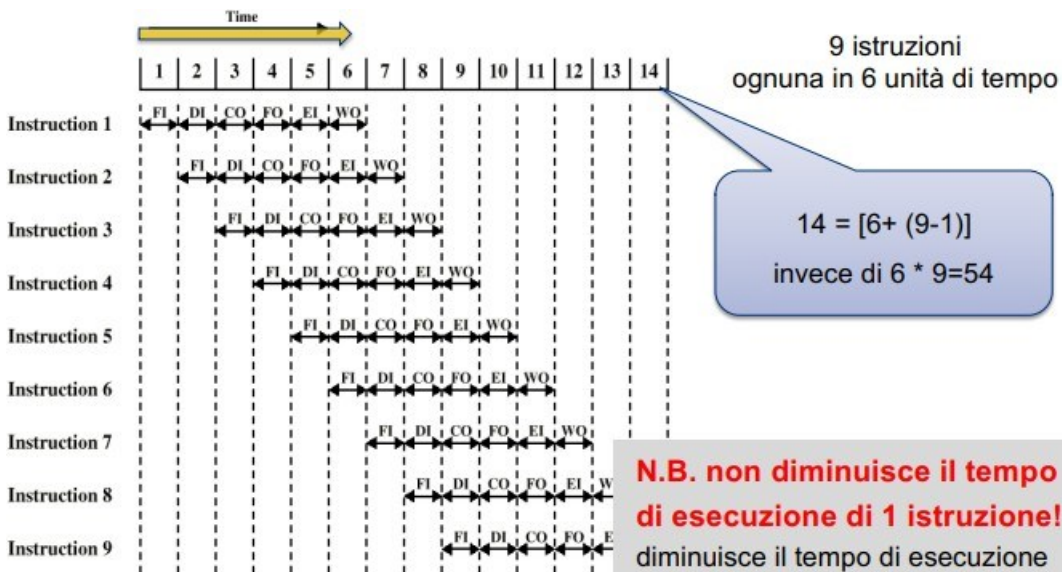 Time
9 istruzioni
ognuna in 6 unità di tempo
1 2 3 4 5 6 7 8 9 10 11 12 13 14
Instruction 1 FI DI CO FO EI WO
Instruction 2 FI DI CO FO EI WO
Instruction 3 FI DI CO FO EI WO
14 = [6+ (9-1)]
invece di 6 * 9=54
Instruction 4 FI DI CO FO EI WO
Instruction 5 FI DI CO FO EI WO
Instruction 6 FI DI CO FO EI WO
Instruction 7 FI DI CO FO EI WO
Instruction 8 FI DI CO FO EI
Instruction 9 FI DI CO FO
N.B. non diminuisce il tempo
di esecuzione di 1 istruzione!
diminuisce il tempo di esecuzione